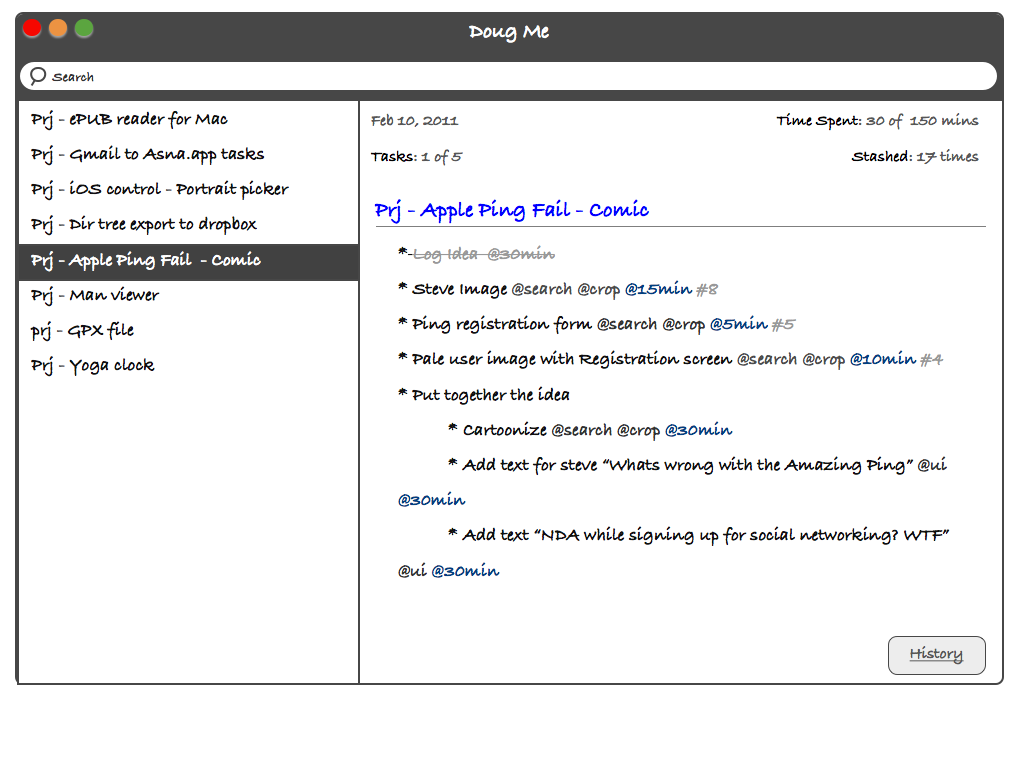 Doug Me
Search
Prj - ePUB reader for Mac
Prj - Gmail to Asna.app tasks
Prj - iOS control - Portrait picker
Prj - Dir tree export to dropbox
Prj - Apple Ping Fail - Comic
Prj - Man viewer
prj - GPX file
Prj - Yoga clock
Feb 10, 2011
Time Spent: 30 of 150 mins
Tasks: 1 of 5
Stashed: 17 times
Prj - Apple Ping Fail - Comic
* Log Idea @30min
* Steve Image @search @crop @15min #8
* Ping registration form @search @crop @5min #5
* Pale user image with Registration screen @search @crop @10min #4
* Put together the idea
* Cartoonize @search @crop @30min
* Add text for steve “Whats wrong with the Amazing Ping” @ui
@30min
* Add text “NDA while signing up for social networking? WTF”
@ui @30min
History